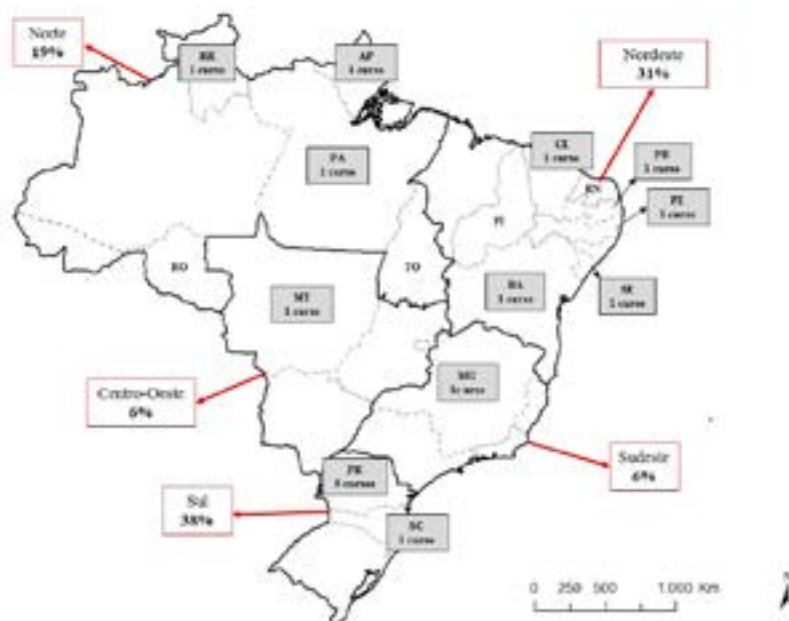 Norte
19%
RR
1 curso
AP
1 curso
Nordeste
31%
PA
1 curso
CE
1 curso
PB
1 curso
RN
PE
1 curso
PI
RO
TO
MT
1 curso
BA
1 curso
SE
1 curso
MG
Centro-Oeste
6%
Sudeste
6%
PR
5 cursos
Sul
38%
SC
1 curso
0 250 500 1.000 Km